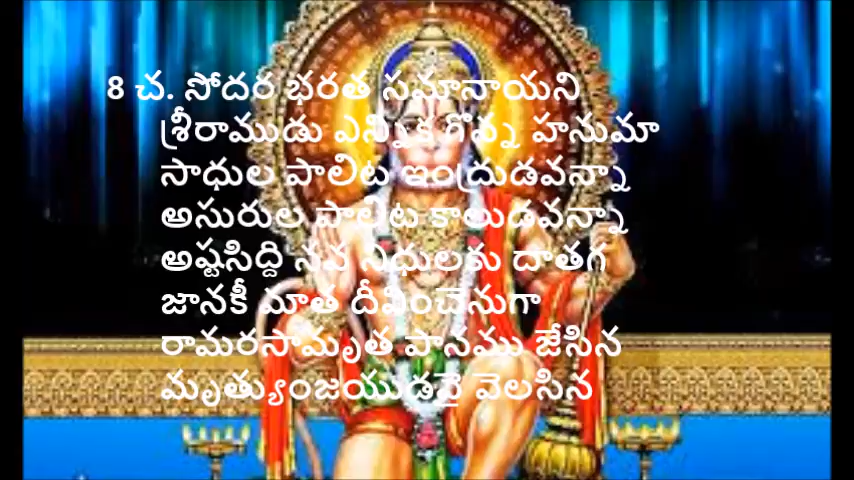 8 చ. సోదర భరత సమానాయని
శ్రీరాముడు ఎన్నిక గొన్న హనుమా
సాధుల పాలిట ఇంద్రుడవన్నా
అసురుల పాలిట కాలుడవన్నా
అష్టసిద్ది నవ నిధులకు దాతగ
జానకీ మాత దీవించెనుగా
రామరసామృత పానము జేసిన
మృత్యుంజయుడవై వెలసిన